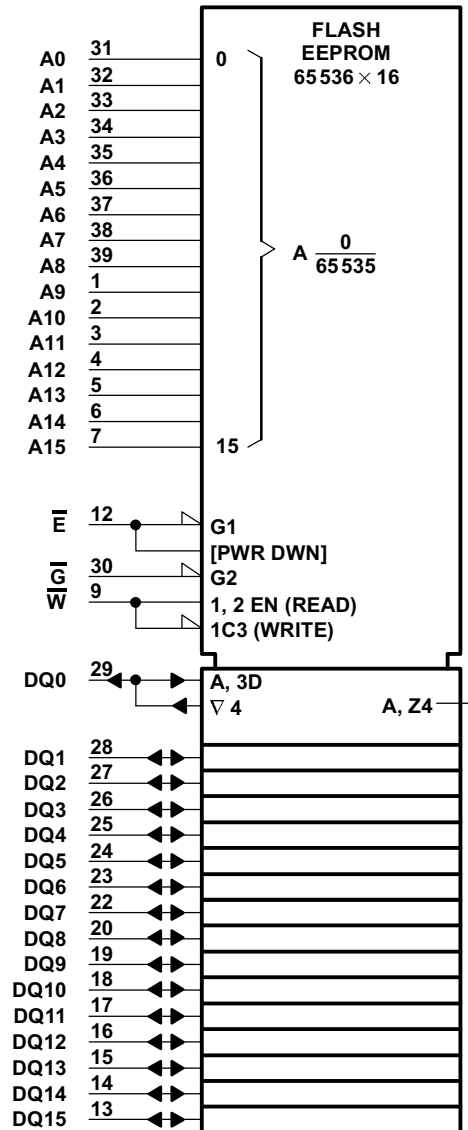 FLASH
EEPROM
65 536 × 16
A0 31 0
A1 32
A2 33
A3 34
A4 35
A5 36
A6 37
A7 38
A8 39
A 0
65 535
A9 1
A10 2
A11 3
A12 4
A13 5
A14 6
A15 7 15
E̅ 12 G1
[PWR DWN]
G̅ 30 G2
W̅ 9 1, 2 EN (READ)
1C3 (WRITE)
DQ0 29 A, 3D
∇ 4 A, Z4
DQ1 28
DQ2 27
DQ3 26
DQ4 25
DQ5 24
DQ6 23
DQ7 22
DQ8 20
DQ9 19
DQ10 18
DQ11 17
DQ12 16
DQ13 15
DQ14 14
DQ15 13